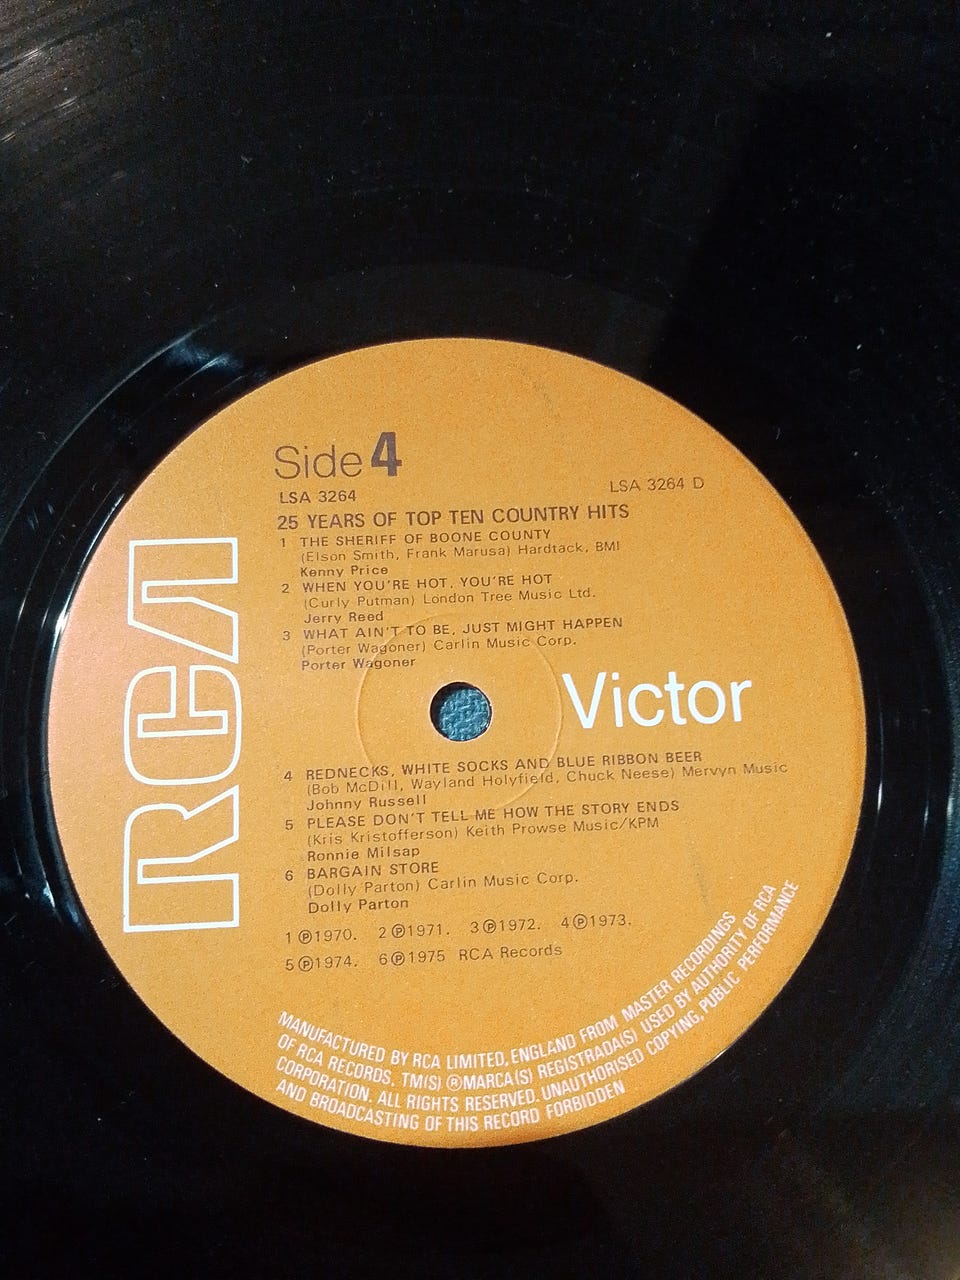 Side 4
LSA 3264
LSA 3264 D
25 YEARS OF TOP TEN COUNTRY HITS
1 THE SHERIFF OF BOONE COUNTY
(Elson Smith, Frank Marusa) Hardtack, BMI
Kenny Price
2 WHEN YOU'RE HOT, YOU'RE HOT
(Curly Putman) London Tree Music Ltd.
Jerry Reed
3 WHAT AIN'T TO BE, JUST MIGHT HAPPEN
(Porter Wagoner) Carlin Music Corp.
Porter Wagoner
RCA
Victor
4 REDNECKS, WHITE SOCKS AND BLUE RIBBON BEER
(Bob McDill, Wayland Holyfield, Chuck Neese) Mervyn Music
Johnny Russell
5 PLEASE DON'T TELL ME HOW THE STORY ENDS
(Kris Kristofferson) Keith Prowse Music/KPM
Ronnie Milsap
6 BARGAIN STORE
(Dolly Parton) Carlin Music Corp.
Dolly Parton
1 ℗1970. 2 ℗1971. 3 ℗1972. 4 ℗1973.
5 ℗1974. 6 ℗1975 RCA Records
MANUFACTURED BY RCA LIMITED, ENGLAND FROM MASTER RECORDINGS
OF RCA RECORDS. TM(S) ® MARCA(S) REGISTRADA(S) USED BY AUTHORITY OF RCA
CORPORATION. ALL RIGHTS RESERVED. UNAUTHORISED COPYING, PUBLIC PERFORMANCE
AND BROADCASTING OF THIS RECORD FORBIDDEN